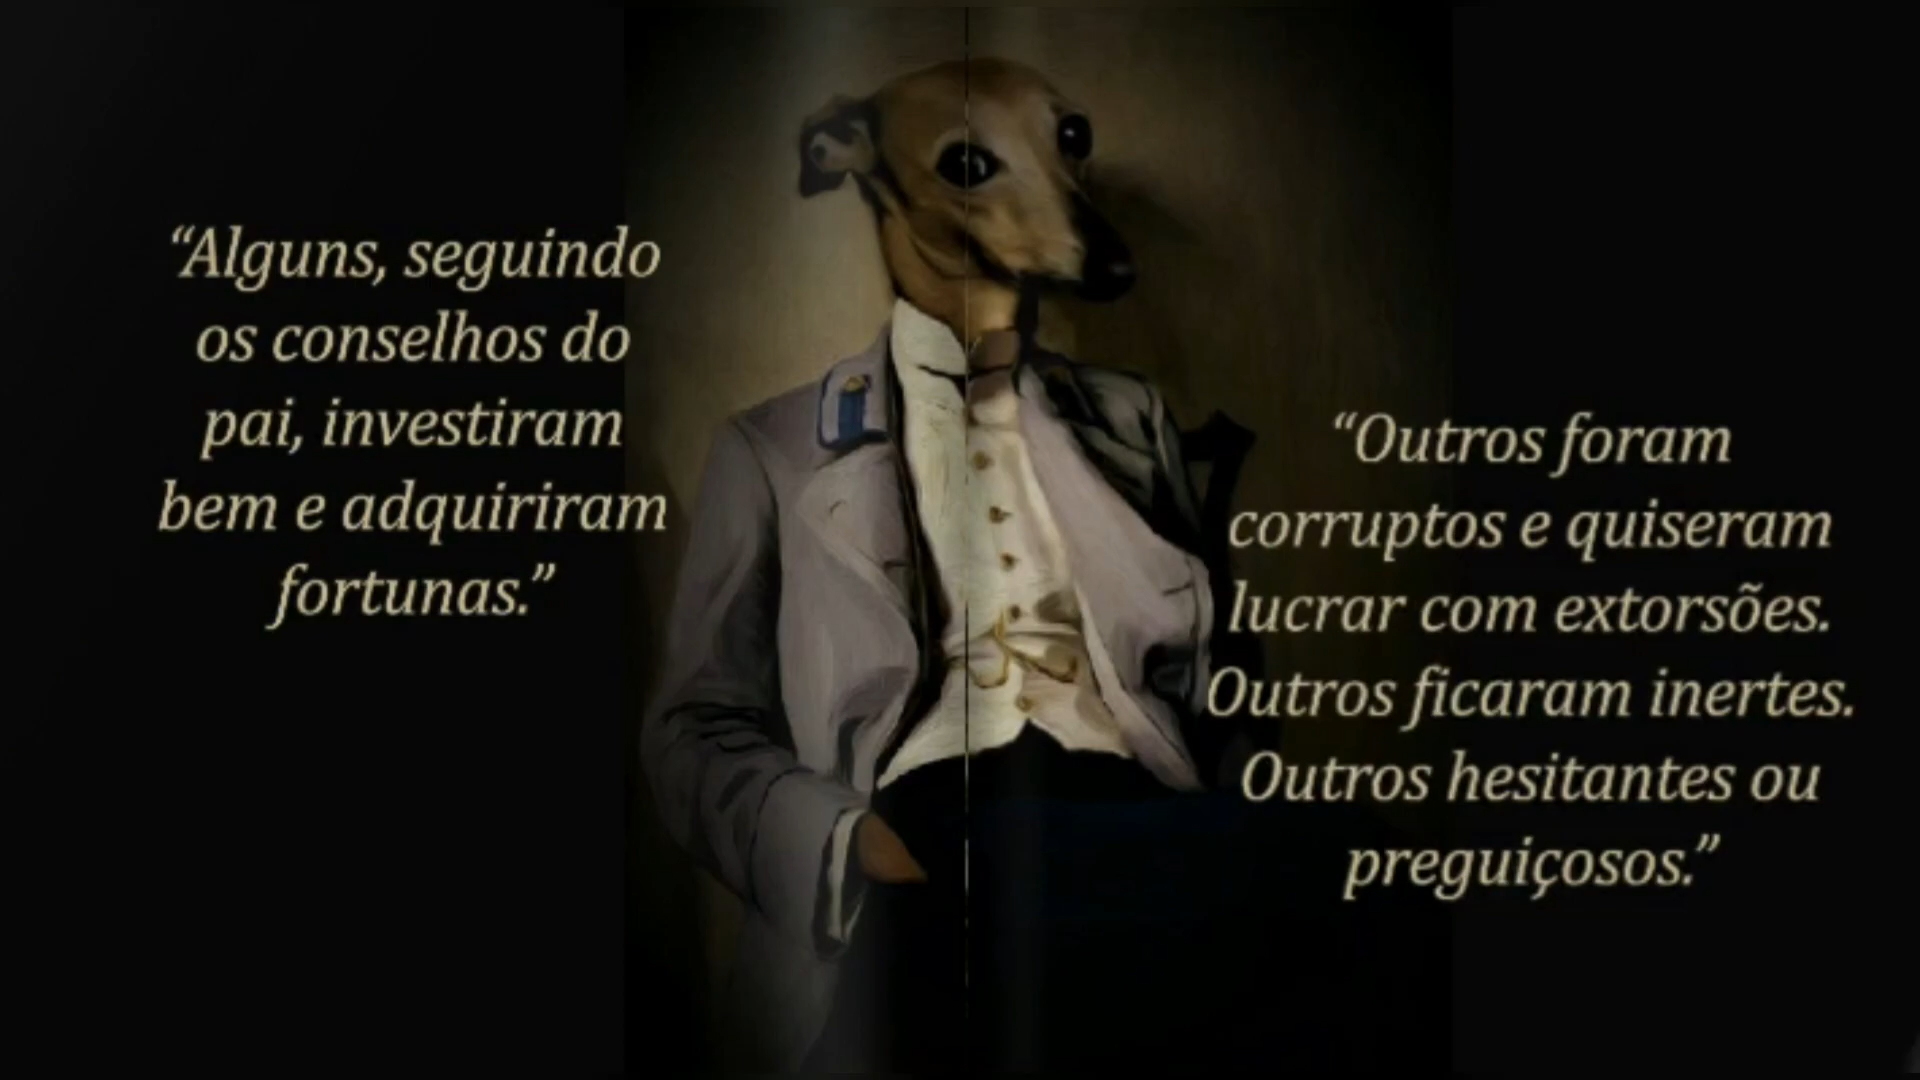 “Alguns, seguindo
os conselhos do
pai, investiram
bem e adquiriram
fortunas.”
“Outros foram
corruptos e quiseram
lucrar com extorsões.
Outros ficaram inertes.
Outros hesitantes ou
preguiçosos.”